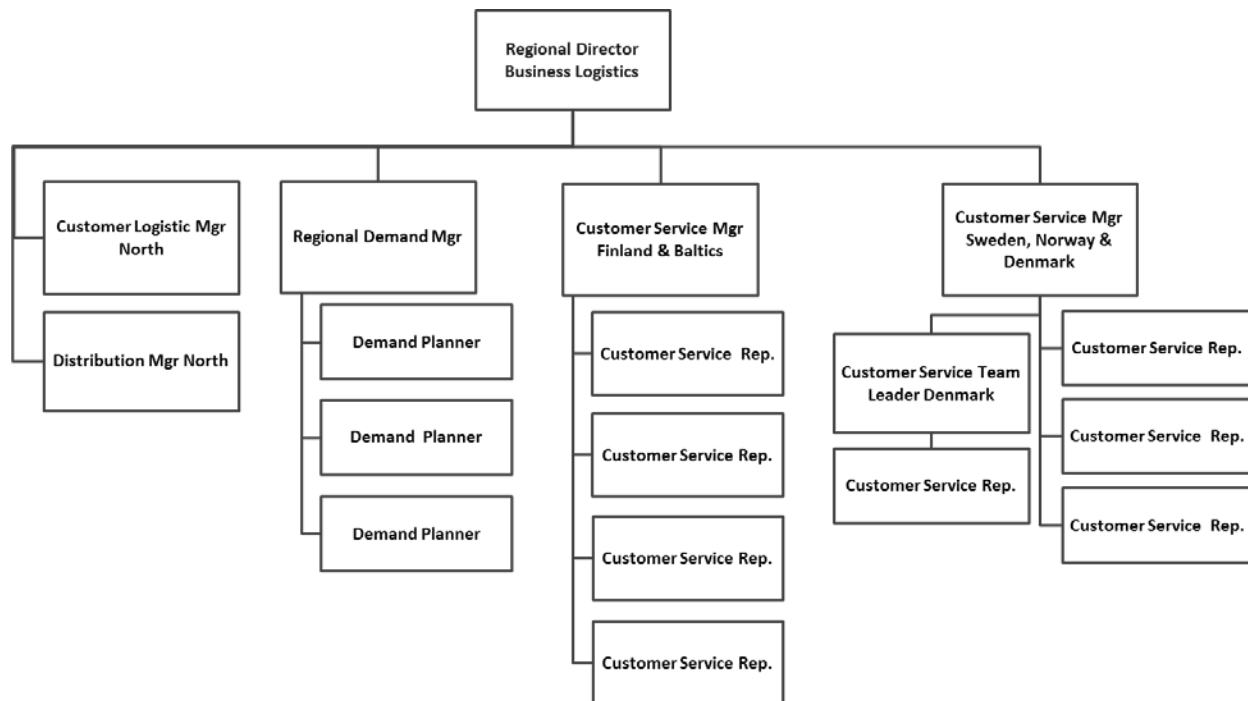 Regional Director
Business Logistics
Customer Logistic Mgr
North
Distribution Mgr North
Regional Demand Mgr
Demand Planner
Demand Planner
Demand Planner
Customer Service Mgr
Finland & Baltics
Customer Service Rep.
Customer Service Rep.
Customer Service Rep.
Customer Service Rep.
Customer Service Mgr
Sweden, Norway &
Denmark
Customer Service Team
Leader Denmark
Customer Service Rep.
Customer Service Rep.
Customer Service Rep.
Customer Service Rep.